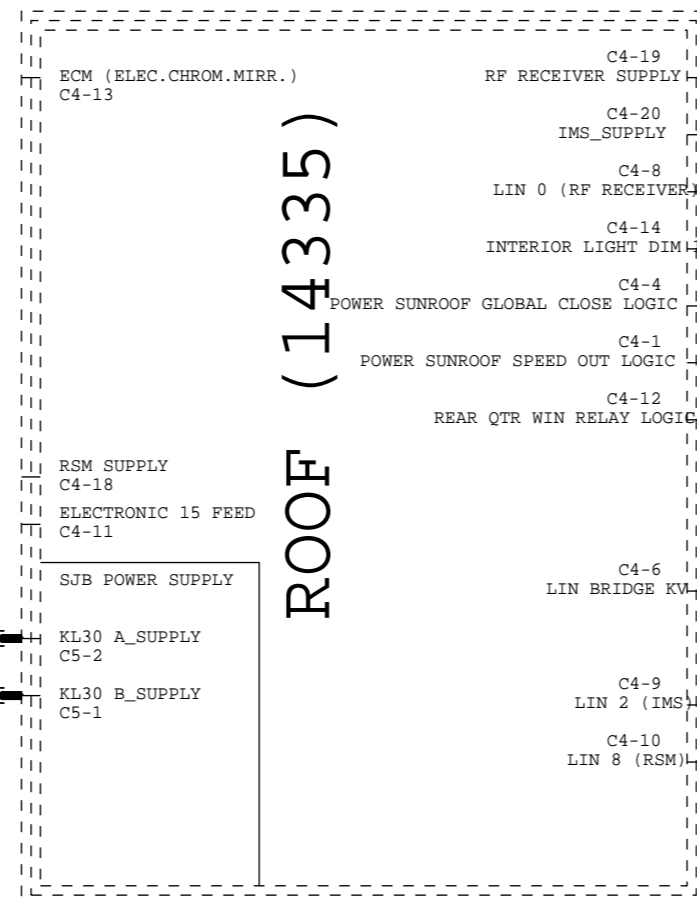 ECM (ELEC.CHROM.MIRR.)
C4-13
RSM SUPPLY
C4-18
ELECTRONIC 15 FEED
C4-11
SJB POWER SUPPLY
KL30 A_SUPPLY
C5-2
KL30 B_SUPPLY
C5-1
ROOF (14335)
C4-19
RF RECEIVER SUPPLY
C4-20
IMS_SUPPLY
C4-8
LIN 0 (RF RECEIVER)
C4-14
INTERIOR LIGHT DIM
C4-4
POWER SUNROOF GLOBAL CLOSE LOGIC
C4-1
POWER SUNROOF SPEED OUT LOGIC
C4-12
REAR QTR WIN RELAY LOGIC
C4-6
LIN BRIDGE KV
C4-9
LIN 2 (IMS)
C4-10
LIN 8 (RSM)